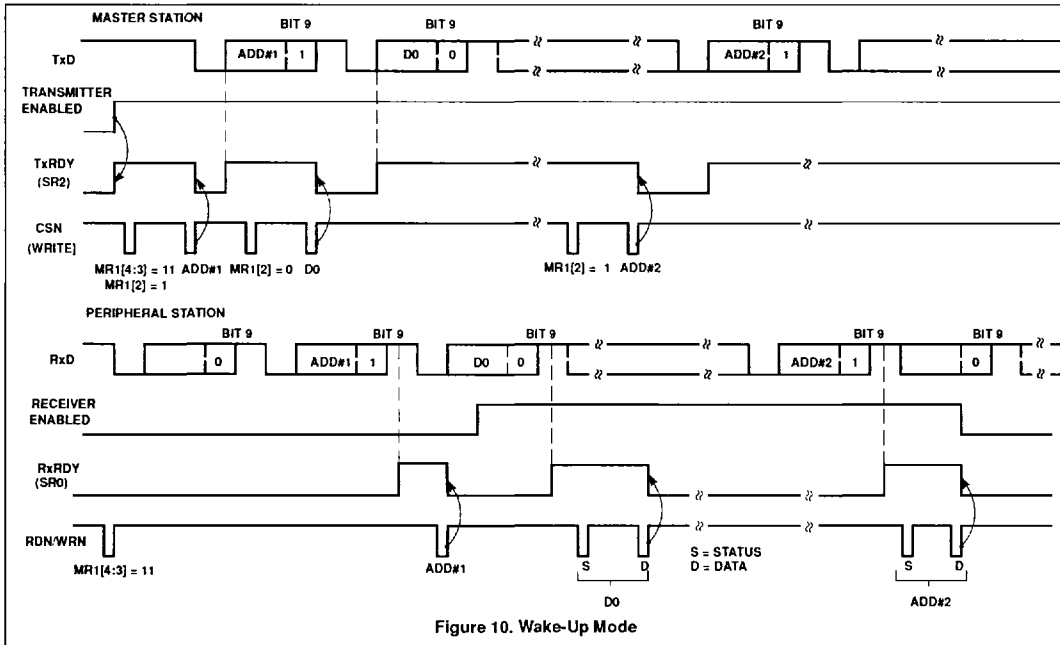 MASTER STATION
BIT 9 BIT 9 BIT 9
TxD ADD#1 1 D0 0 ADD#2 1
TRANSMITTER
ENABLED
TxRDY
(SR2)
CSN
(WRITE]
MR1[4:3] = 11 ADD#1 MR1[2] = 0 D0 MR1[2] = 1 ADD#2
MR1[2] = 1
PERIPHERAL STATION
BIT 9 BIT 9 BIT 9 BIT 9 BIT 9
RxD 0 ADD#1 1 D0 0 ADD#2 1 0
RECEIVER
ENABLED
RxRDY
(SR0)
RDN/WRN
MR1[4:3] = 11 ADD#1 S D S = STATUS S D
D = DATA
D0 ADD#2
Figure 10. Wake-Up Mode